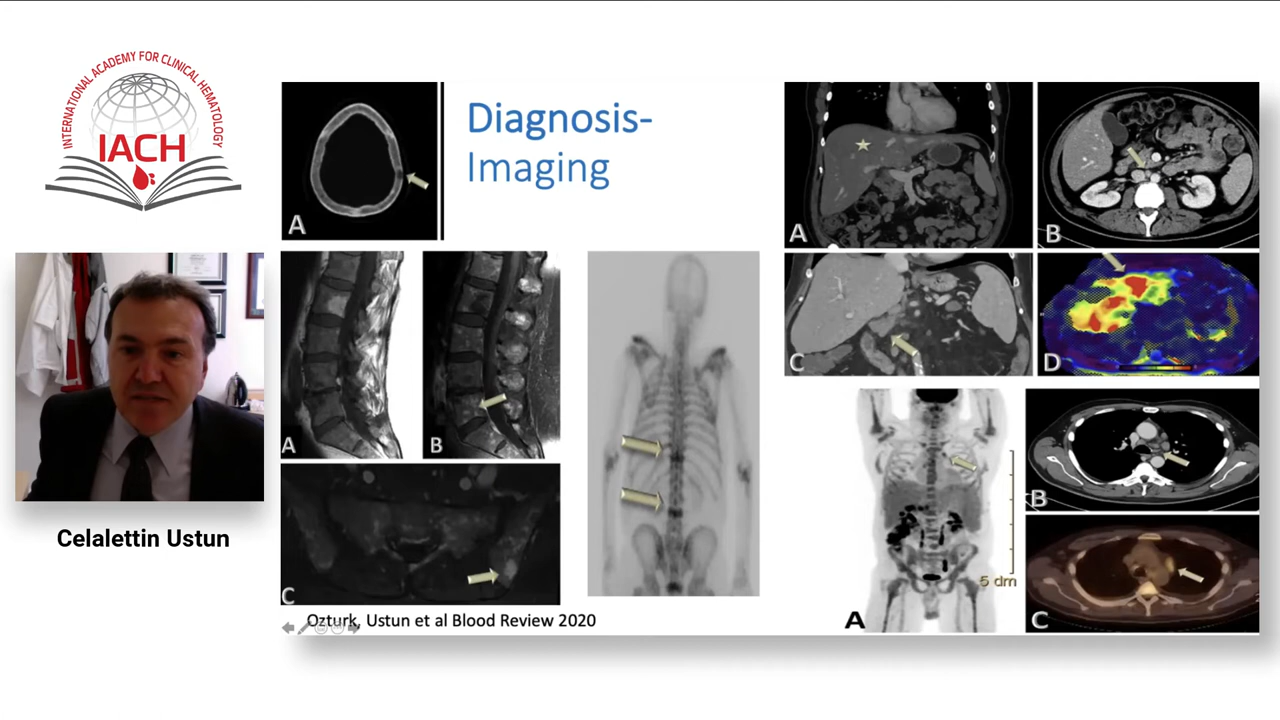 INTERNATIONAL ACADEMY FOR CLINICAL HEMATOLOGY
IACH
Celalettin Ustun
Diagnosis-
Imaging
A
A
B
C
A
B
C
D
A
B
C
5 dm
Ozturk, Ustun et al Blood Review 2020